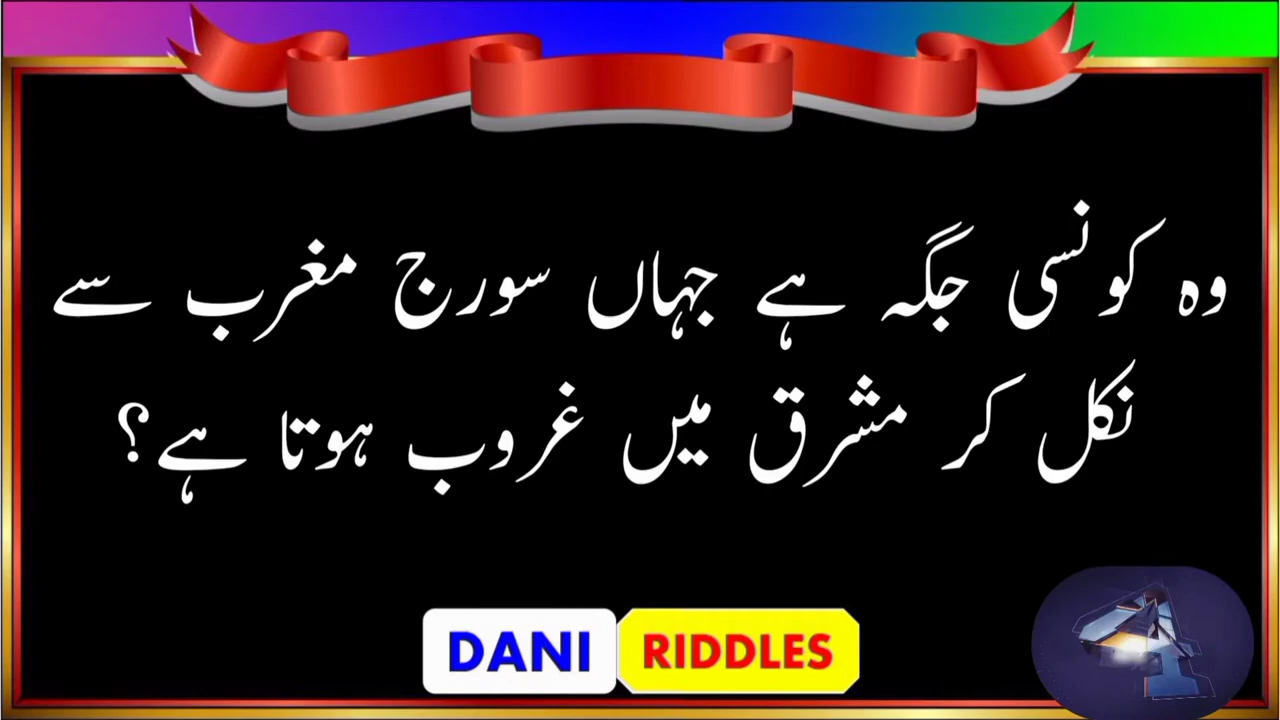 وہ کونسی جگہ ہے جہاں سورج مغرب سے
نکل کر مشرق میں غروب ہوتا ہے؟
DANI RIDDLES